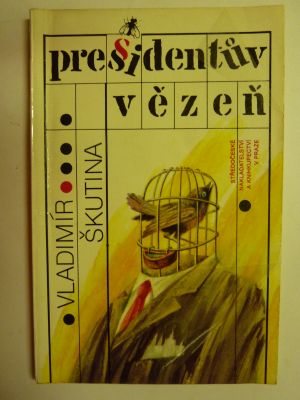 presidentův
vězeň
VLADIMÍR
ŠKUTINA
STŘEDOČESKÉ
NAKLADATELSTVÍ
A KNIHKUPECTVÍ
V PRAZE